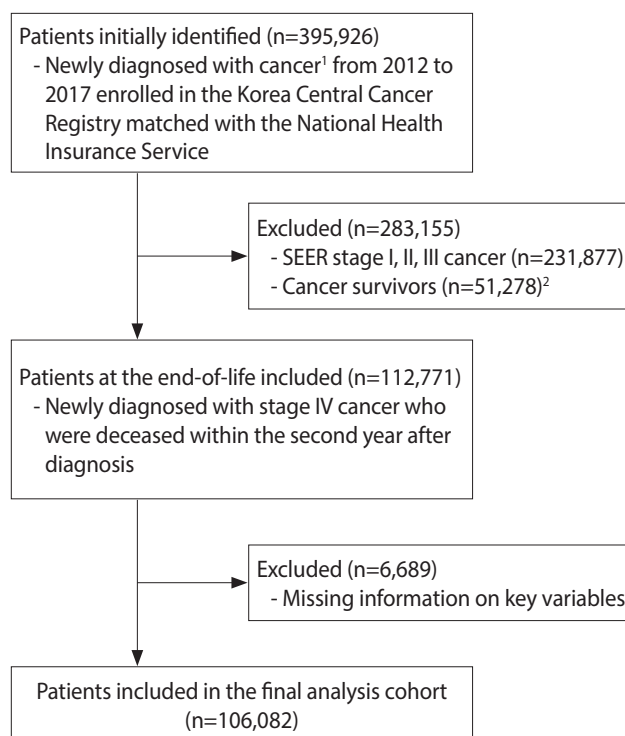 Patients initially identified (n=395,926)
- Newly diagnosed with cancer¹ from 2012 to
2017 enrolled in the Korea Central Cancer
Registry matched with the National Health
Insurance Service
Excluded (n=283,155)
- SEER stage I, II, III cancer (n=231,877)
- Cancer survivors (n=51,278)²
Patients at the end-of-life included (n=112,771)
- Newly diagnosed with stage IV cancer who
were deceased within the second year after
diagnosis
Excluded (n=6,689)
- Missing information on key variables
Patients included in the final analysis cohort
(n=106,082)